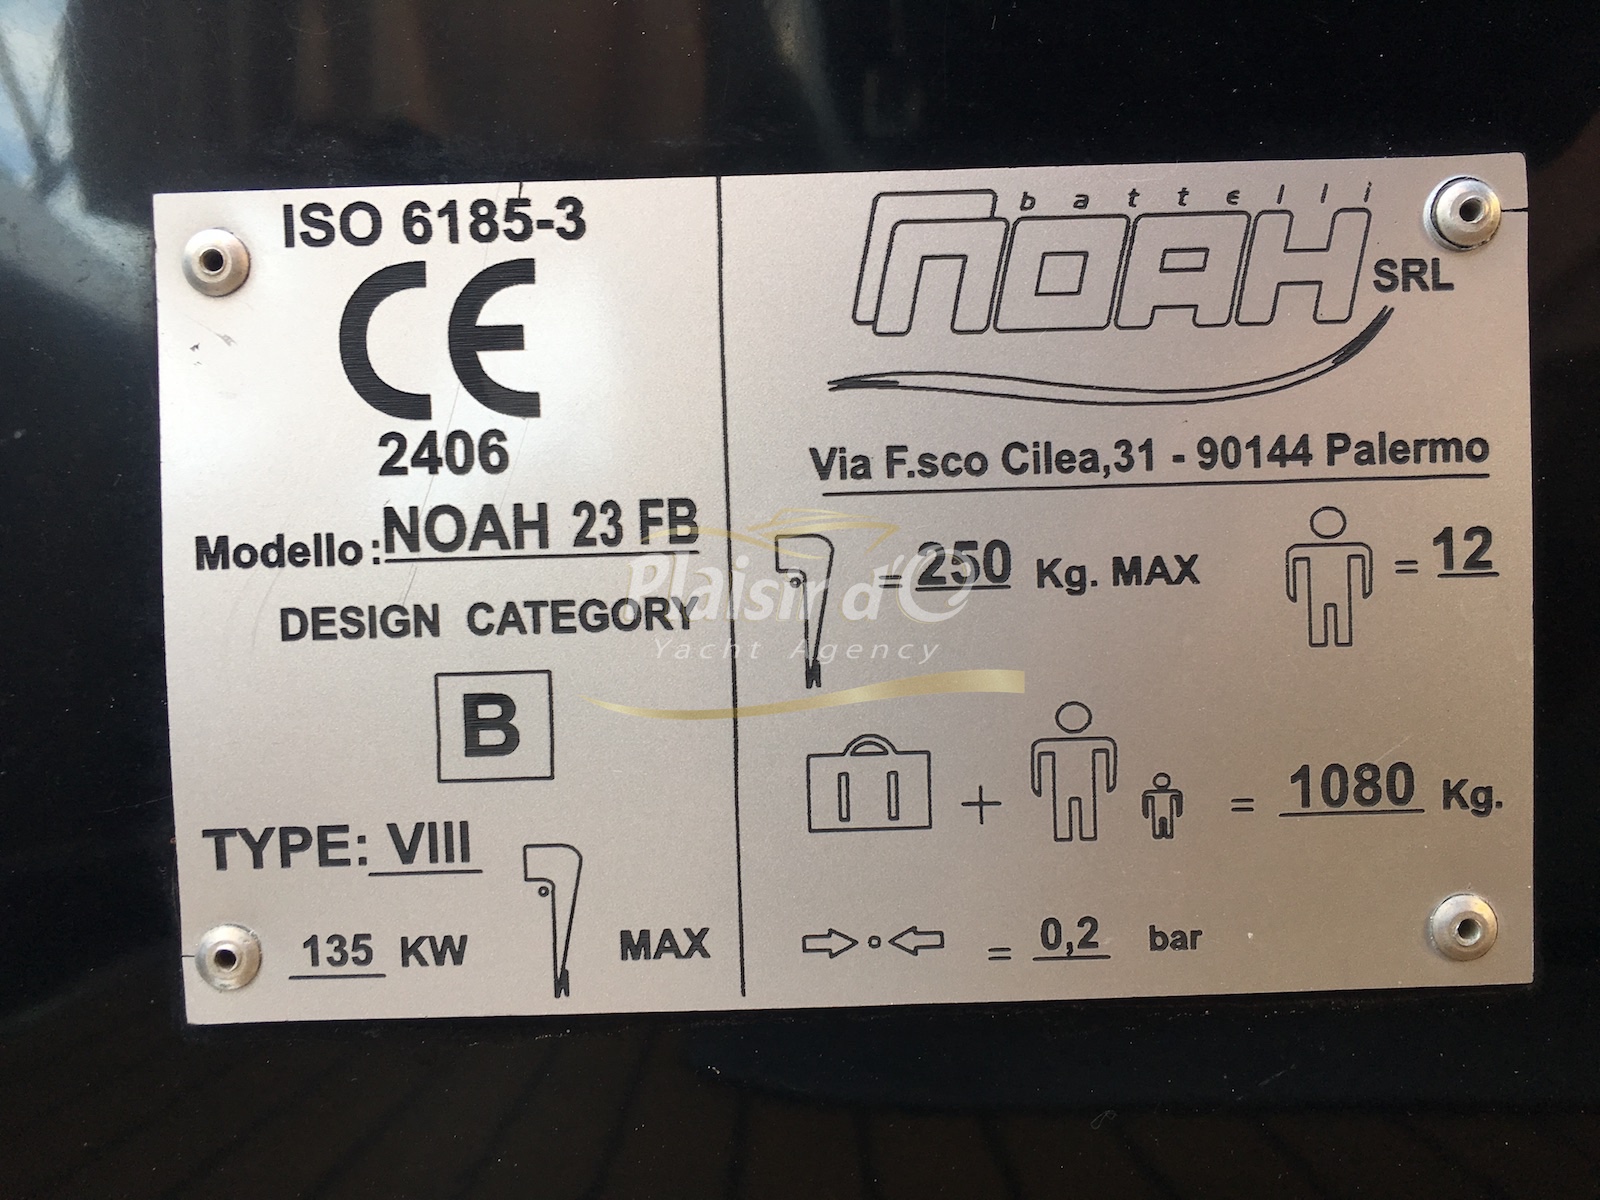 ISO 6185-3
CE
2406
Modello: NOAH 23 FB
DESIGN CATEGORY
B
TYPE: VIII
135 KW MAX
battelli
NOAH SRL
Via F.sco Cilea,31 - 90144 Palermo
= 250 Kg. MAX
= 12
+ = 1080 Kg.
= 0,2 bar
Plaisir d'O
Yacht Agency